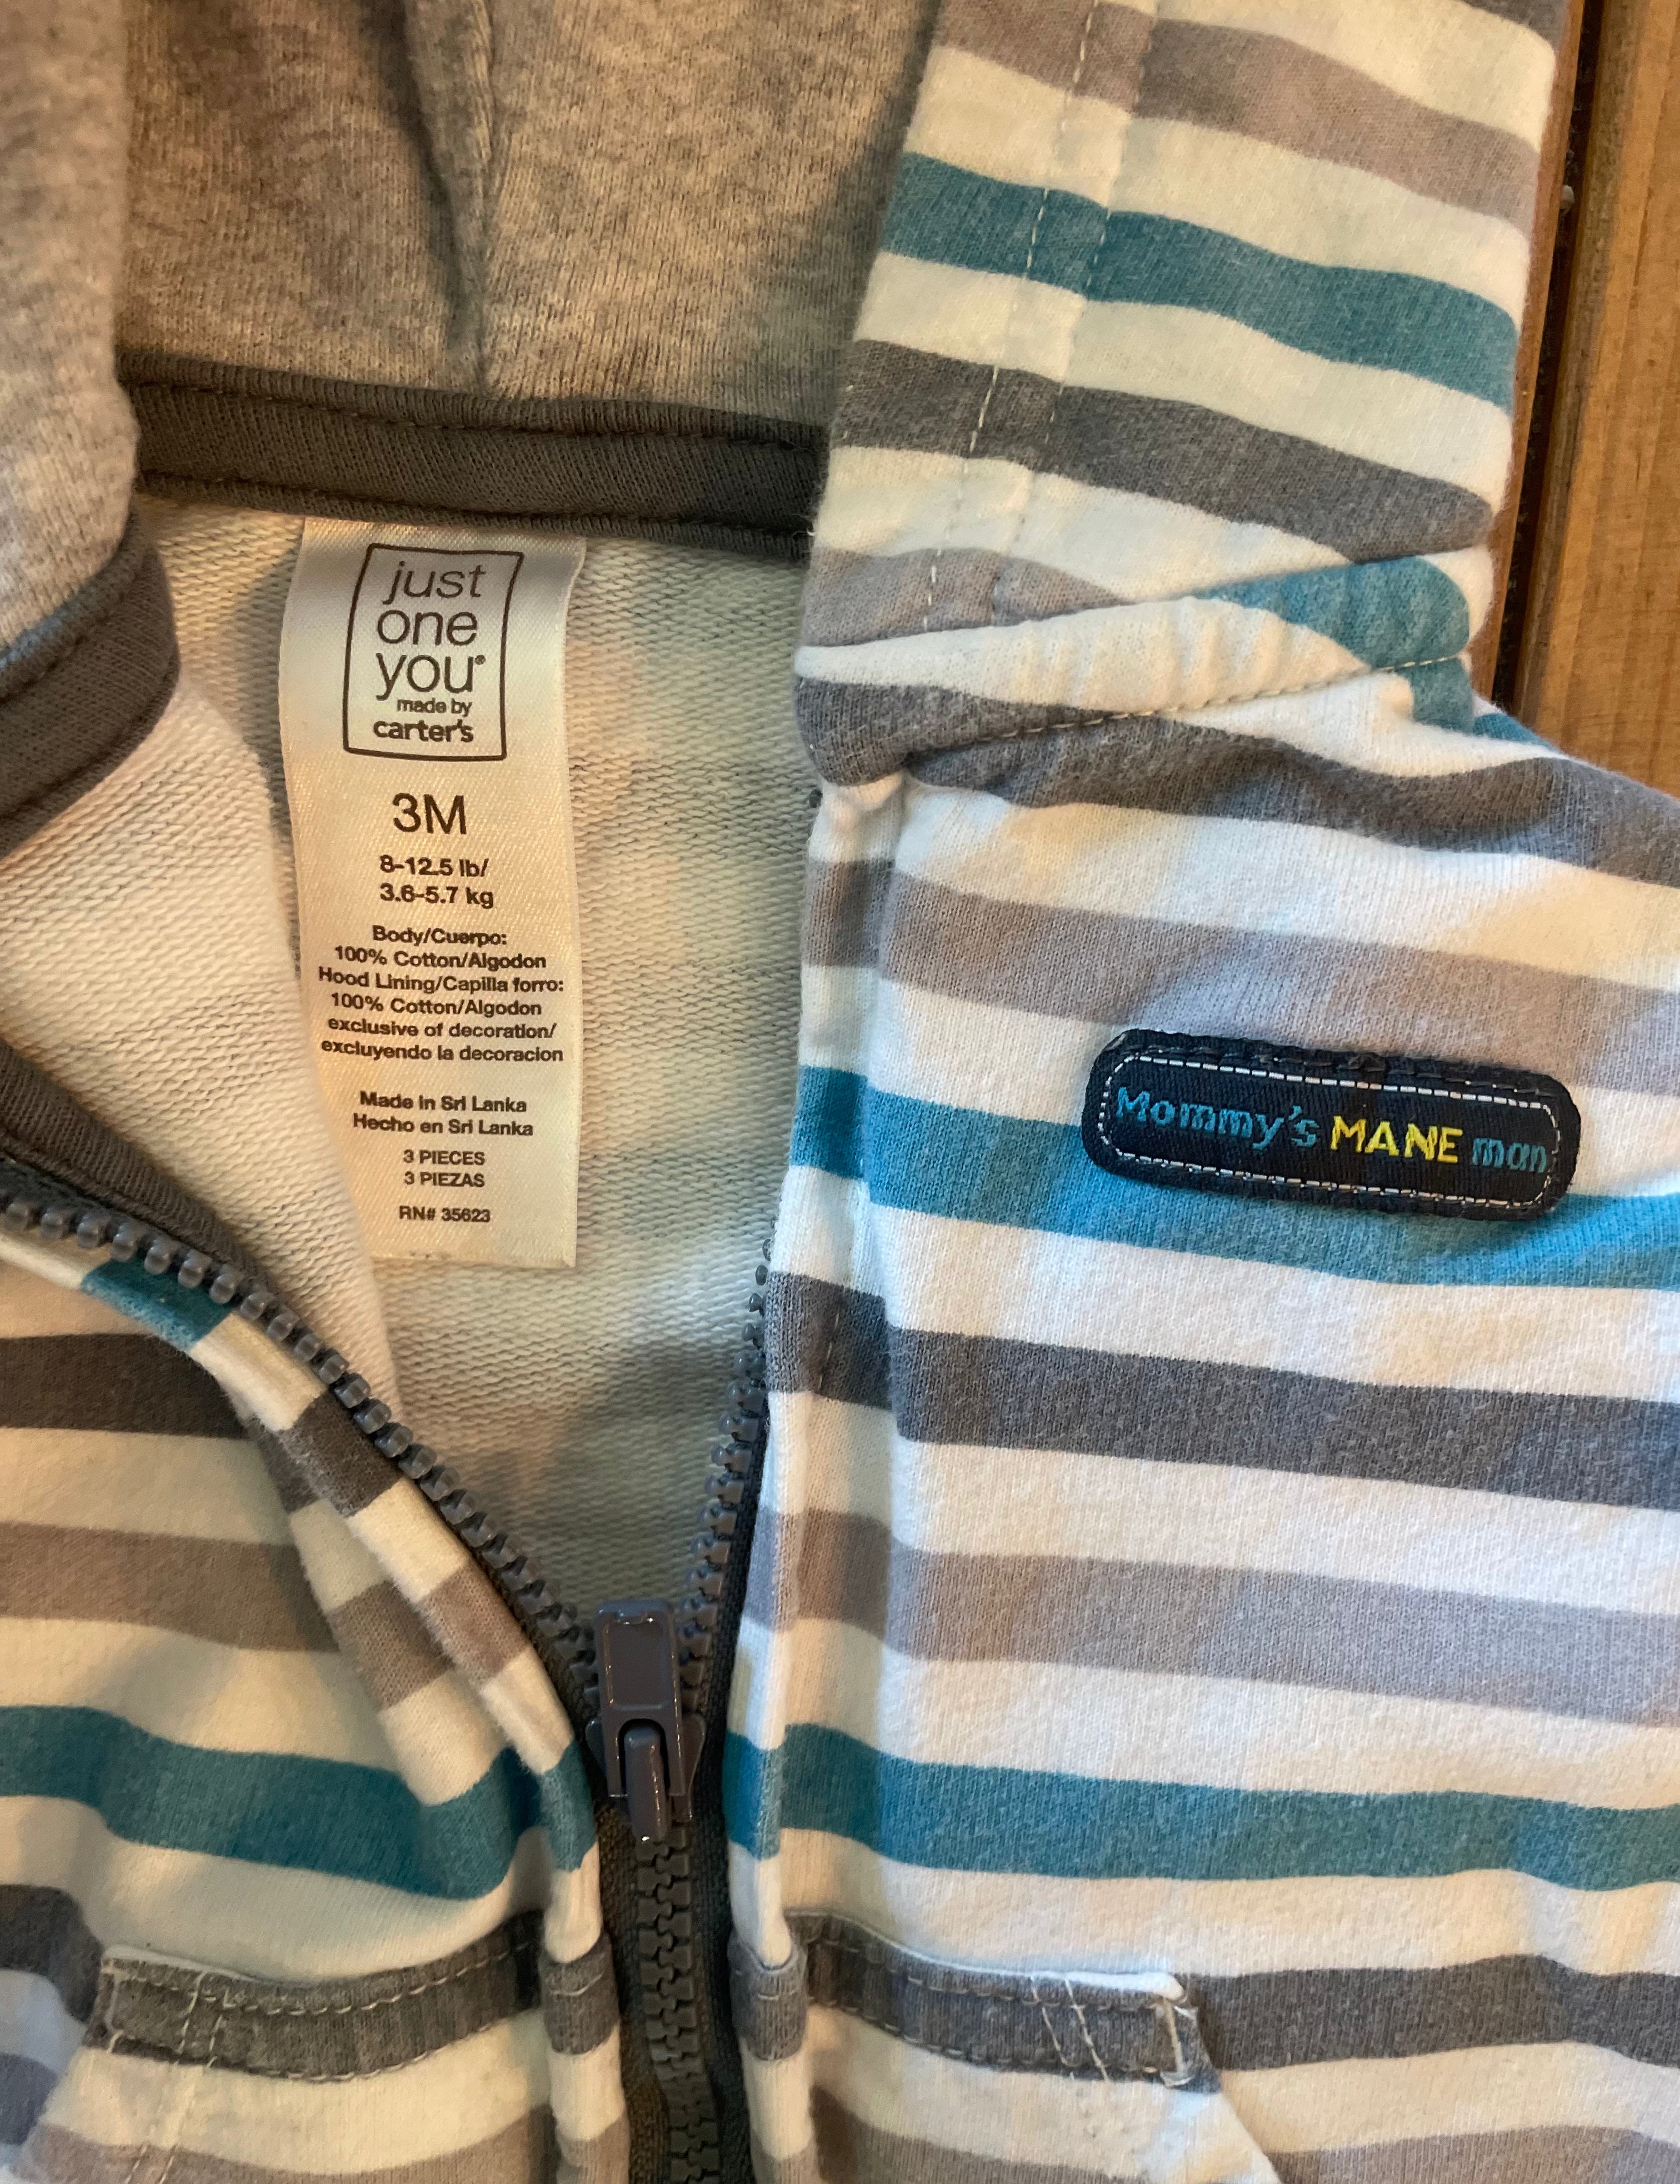 just
one
you®
made by
carter's
3M
8-12.5 lb/
3.6-5.7 kg
Body/Cuerpo:
100% Cotton/Algodon
Hood Lining/Capilla forro:
100% Cotton/Algodon
exclusive of decoration/
excluyendo la decoracion
Made in Sri Lanka
Hecho en Sri Lanka
3 PIECES
3 PIEZAS
RN# 35623
Mommy's MANE man